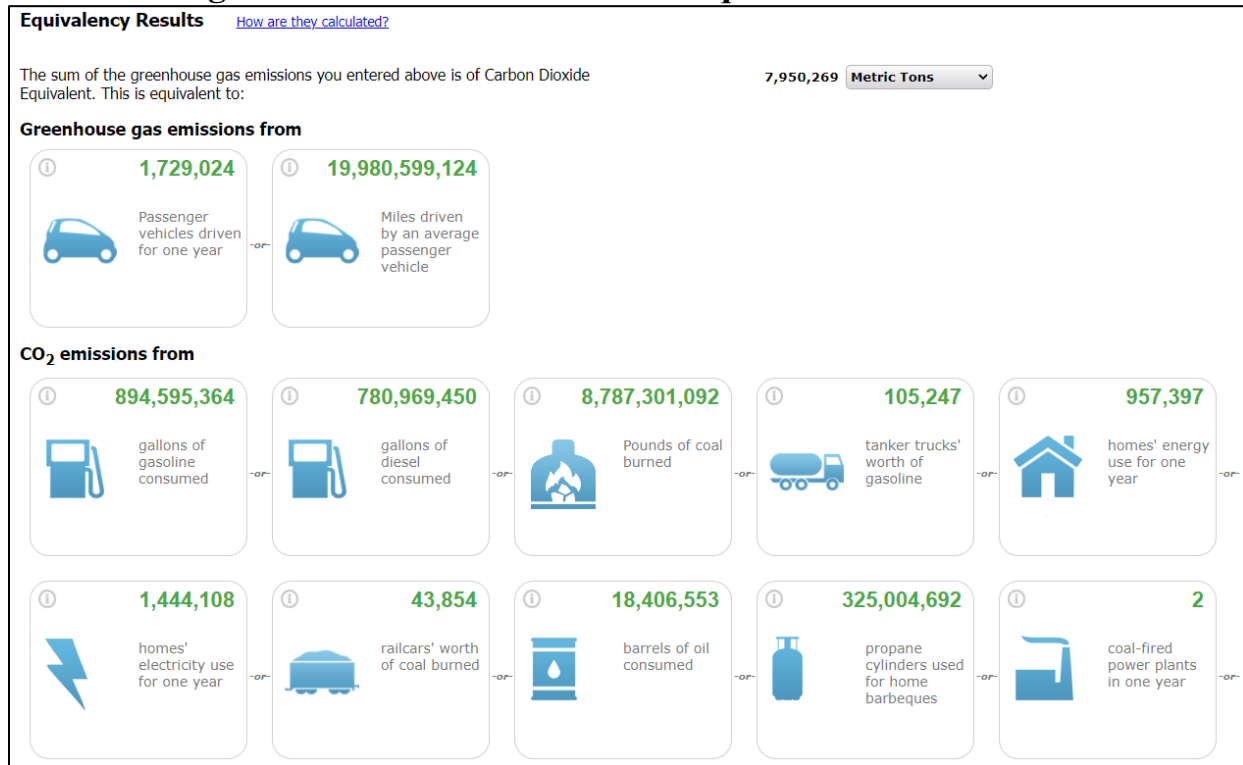 Equivalency Results How are they calculated?
The sum of the greenhouse gas emissions you entered above is of Carbon Dioxide
Equivalent. This is equivalent to:
7,950,269 Metric Tons
Greenhouse gas emissions from
1,729,024
Passenger
vehicles driven
for one year
-or-
19,980,599,124
Miles driven
by an average
passenger
vehicle
CO2 emissions from
894,595,364
gallons of
gasoline
consumed
-or-
780,969,450
gallons of
diesel
consumed
-or-
8,787,301,092
Pounds of coal
burned
-or-
105,247
tanker trucks'
worth of
gasoline
-or-
957,397
homes' energy
use for one
year
-or-
1,444,108
homes'
electricity use
for one year
-or-
43,854
railcars' worth
of coal burned
-or-
18,406,553
barrels of oil
consumed
-or-
325,004,692
propane
cylinders used
for home
barbeques
-or-
2
coal-fired
power plants
in one year
-or-